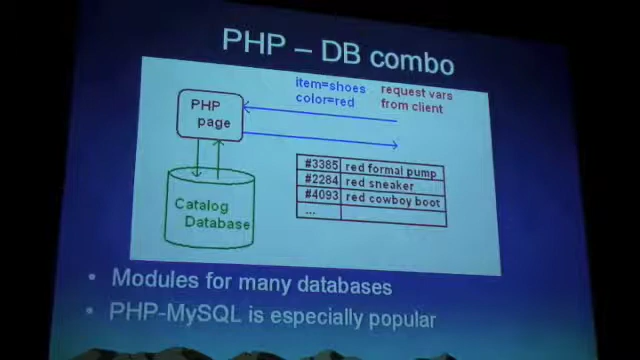 PHP – DB combo
item=shoes
color=red
request vars
from client
PHP
page
#3385 red formal pump
#2284 red sneaker
#4093 red cowboy boot
...
Catalog
Database
• Modules for many databases
• PHP-MySQL is especially popular